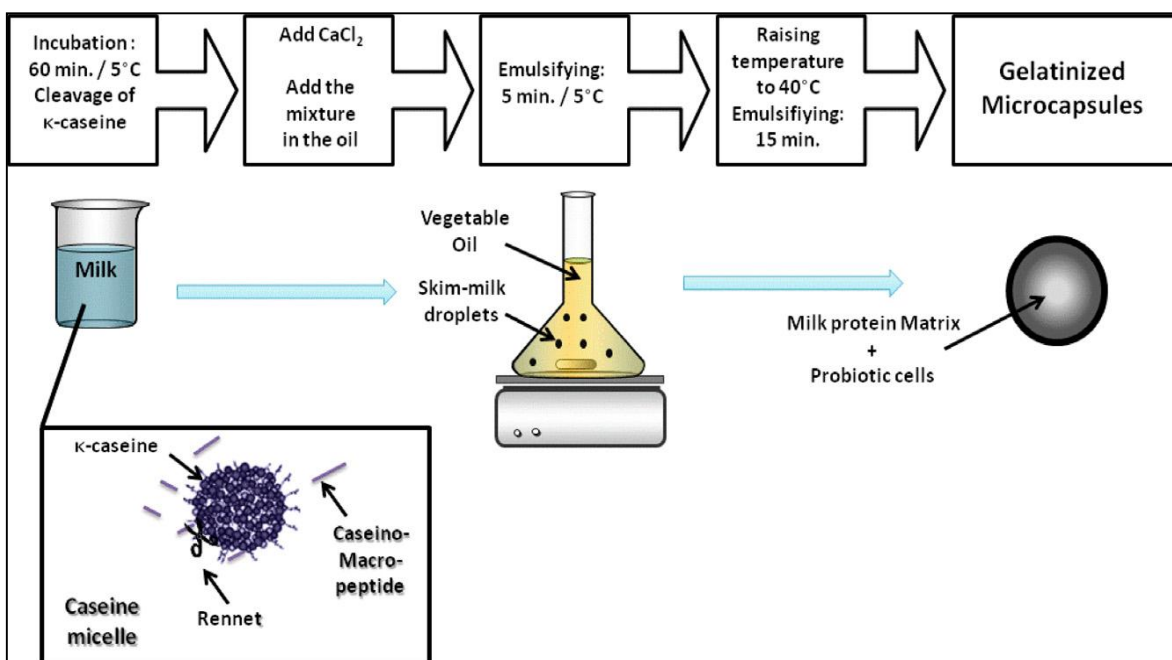 Incubation :
60 min. / 5°C
Cleavage of
κ-caseine
Add CaCl₂
Add the
mixture
in the oil
Emulsifying:
5 min. / 5°C
Raising
temperature
to 40°C
Emulsifiying:
15 min.
Gelatinized
Microcapsules
Milk
Vegetable
Oil
Skim-milk
droplets
Milk protein Matrix
+
Probiotic cells
κ-caseine
Caseino-
Macro-
peptide
Rennet
Caseine
micelle